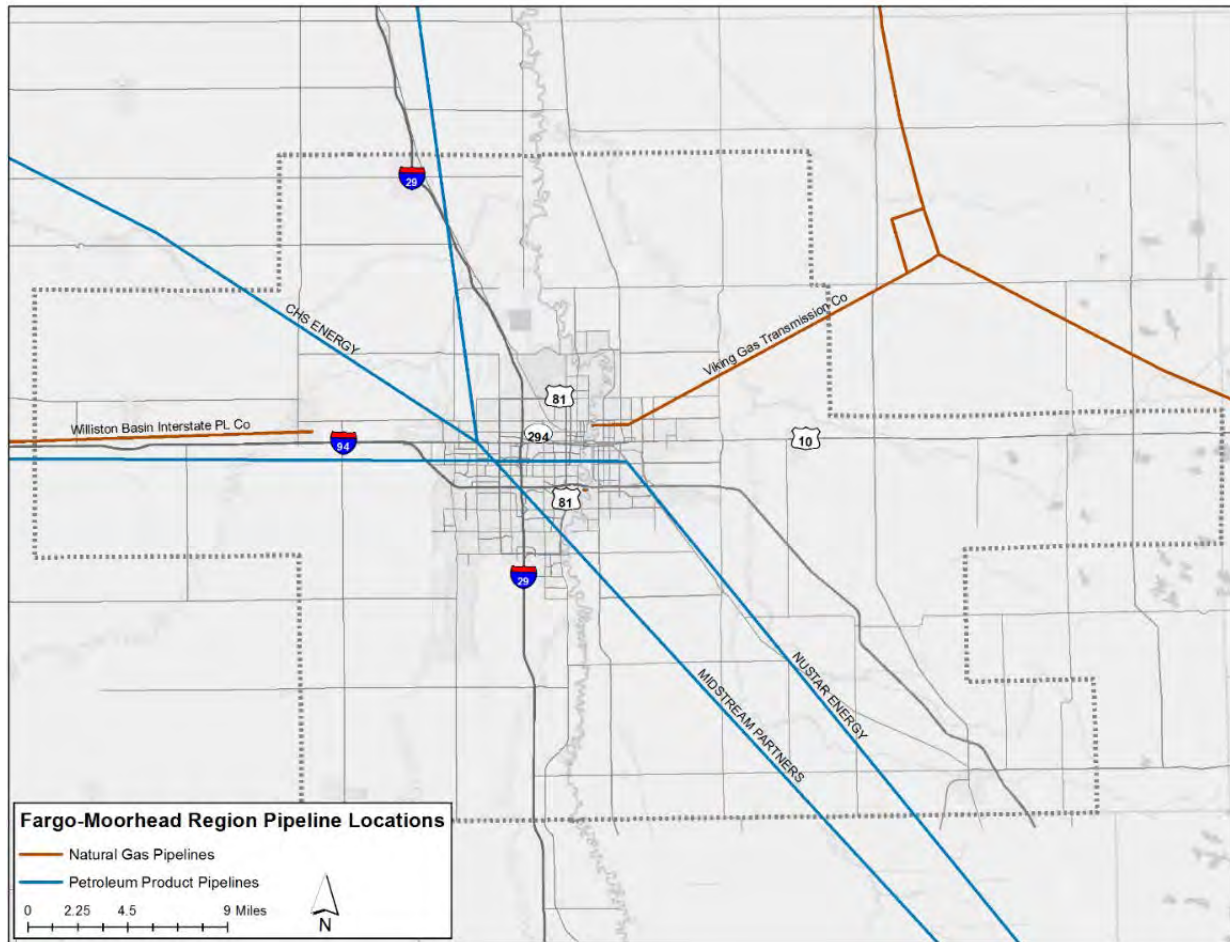 29
CHS ENERGY
Viking Gas Transmission Co
81
Williston Basin Interstate PL Co
294
94
10
81
29
NUSTAR ENERGY
MIDSTREAM PARTNERS
Fargo-Moorhead Region Pipeline Locations
Natural Gas Pipelines
Petroleum Product Pipelines
0 2.25 4.5 9 Miles
N